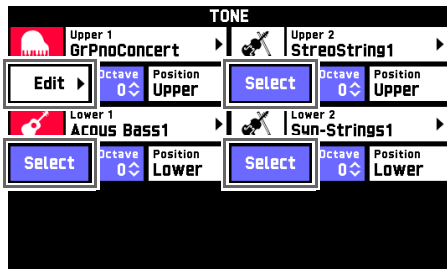 TONE
Upper 1
GrPnoConcert
Upper 2
StreoString1
Edit
Octave
0
Position
Upper
Select
Octave
0
Position
Upper
Lower 1
Acous Bass1
Lower 2
Syn-Strings1
Select
Octave
0
Position
Lower
Select
Octave
0
Position
Lower